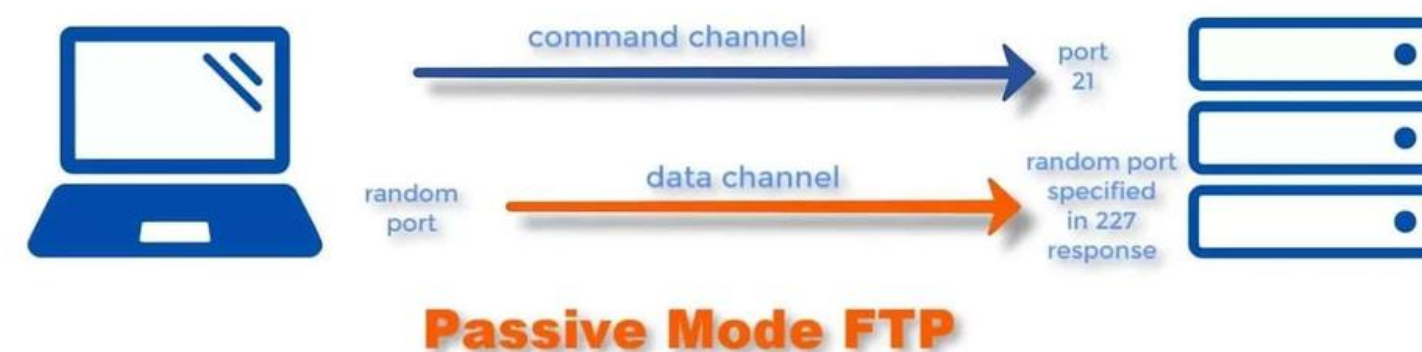 command channel
port
21
random
port
data channel
random port
specified
in 227
response
Passive Mode FTP